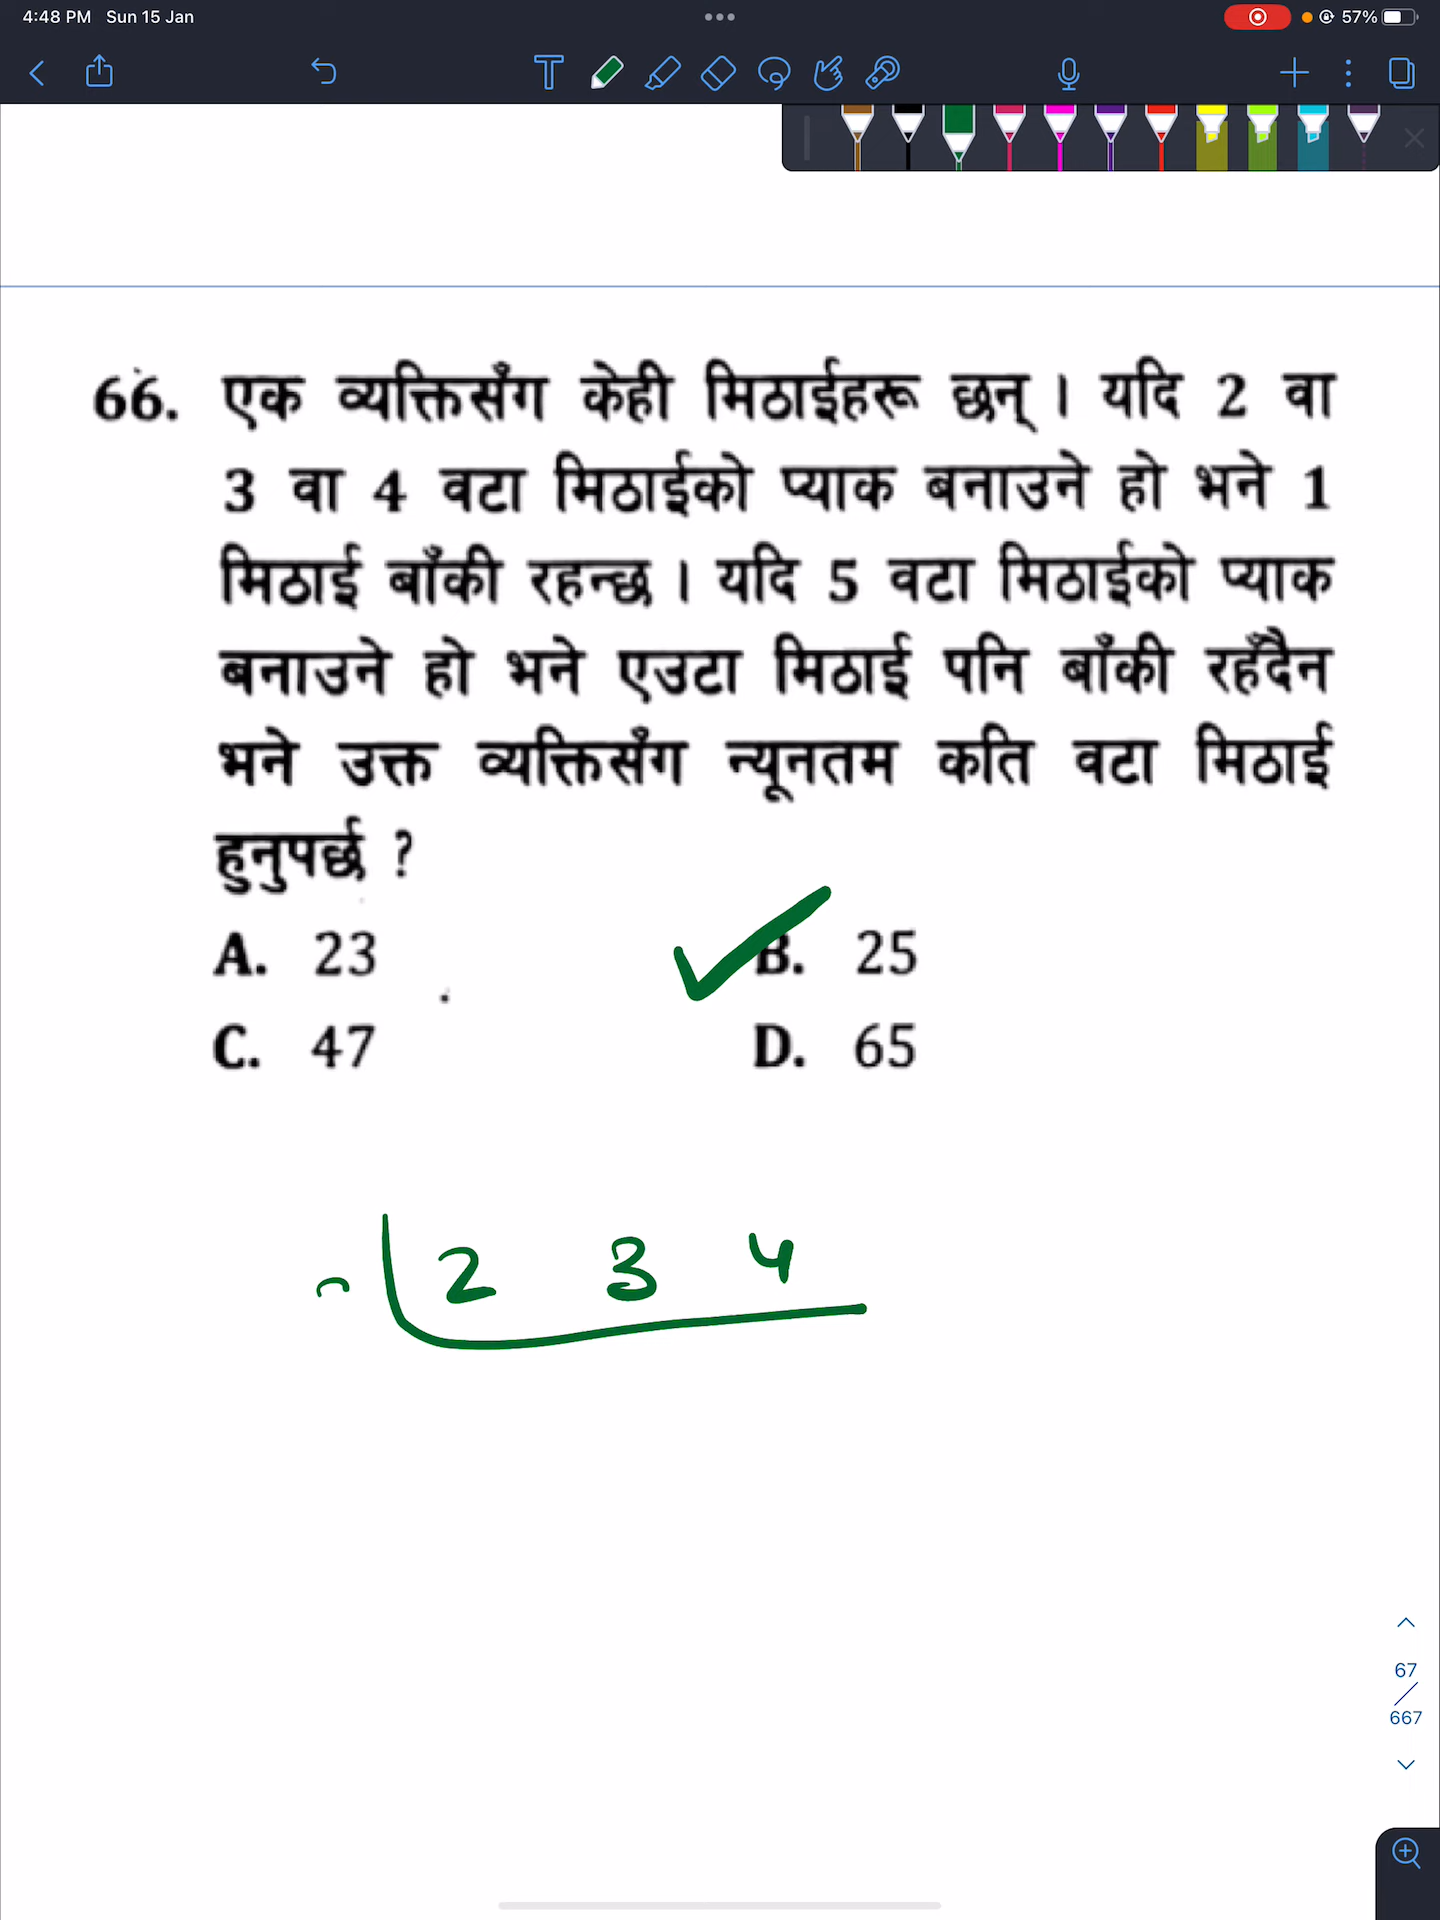 4:48 PM Sun 15 Jan
57%
66. एक व्यक्तिसँग केही मिठाईहरू छन् । यदि 2 वा
3 वा 4 वटा मिठाईको प्याक बनाउने हो भने 1
मिठाई बाँकी रहन्छ । यदि 5 वटा मिठाईको प्याक
बनाउने हो भने एउटा मिठाई पनि बाँकी रहँदैन
भने उक्त व्यक्तिसँग न्यूनतम कति वटा मिठाई
हुनुपर्छ ?
A. 23 B. 25
C. 47 D. 65
2 3 4
67
/
667